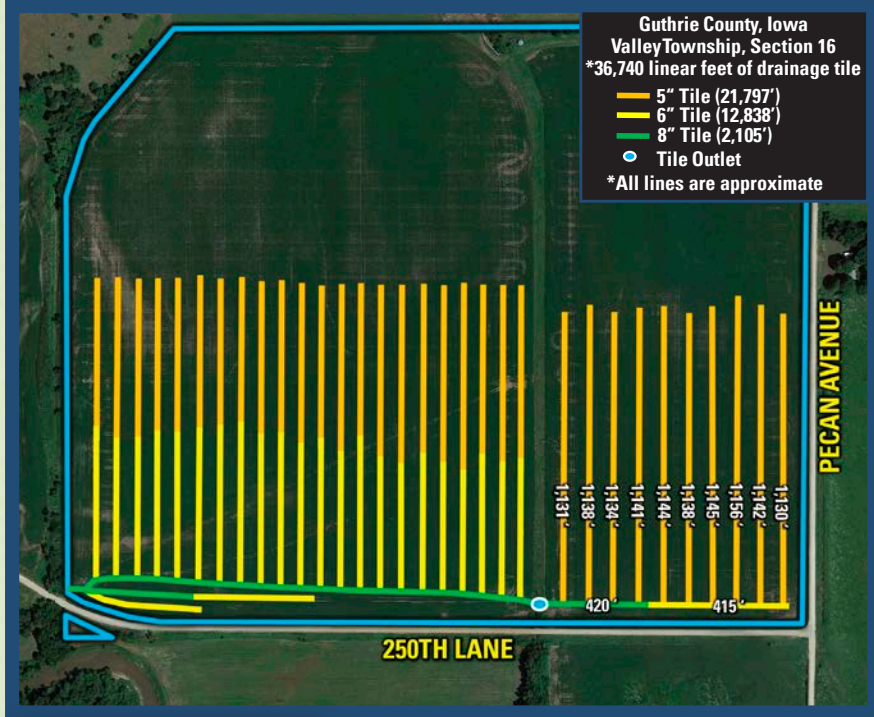 Guthrie County, Iowa
ValleyTownship, Section 16
*36,740 linear feet of drainage tile
5" Tile (21,797')
6" Tile (12,838')
8" Tile (2,105')
Tile Outlet
*All lines are approximate
PECAN AVENUE
1,131'
1,138'
1,134'
1,141'
1,144'
1,138'
1,145'
1,156'
1,142'
1,130'
420'
415'
250TH LANE